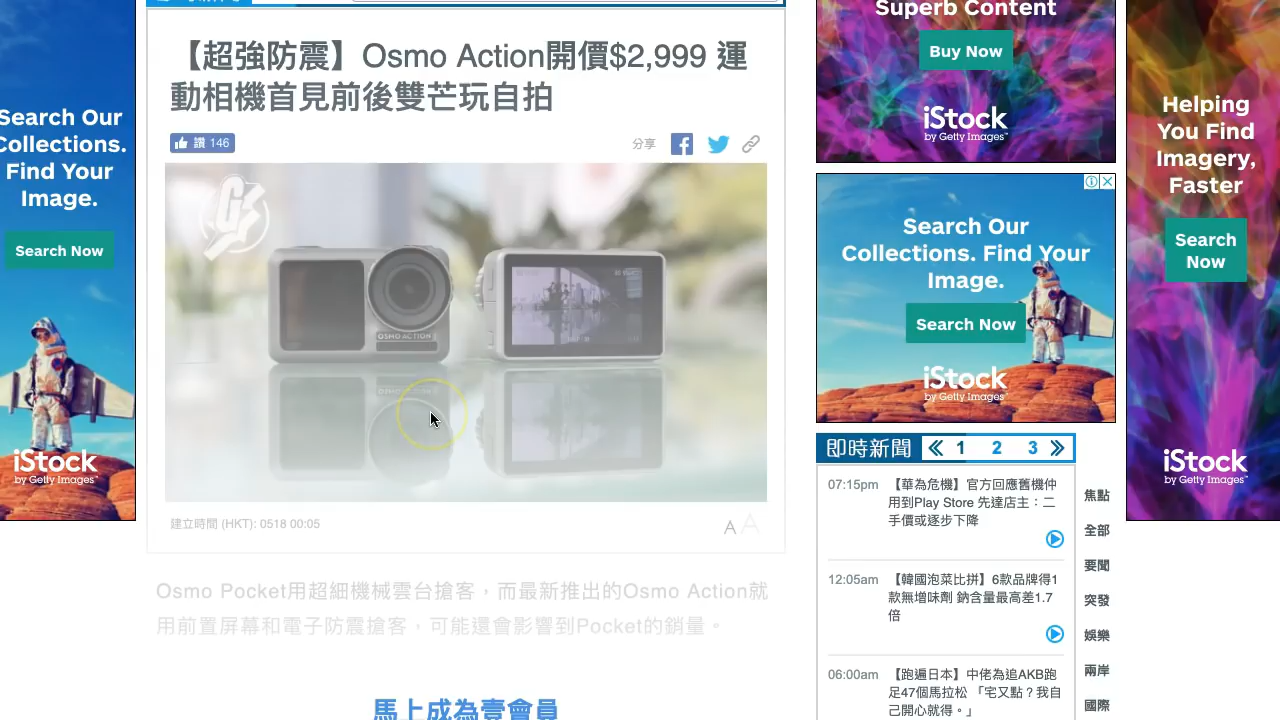 Search Our
Collections.
Find Your
Image.
Search Now
iStock
by Getty Images™
【超強防震】Osmo Action開價$2,999 運
動相機首見前後雙芒玩自拍
讚 146
分享
OSMO ACTION
建立時間 (HKT): 0518 00:05
A A
Osmo Pocket用超細機械雲台搶客，而最新推出的Osmo Action就
用前置屏幕和電子防震搶客，可能還會影響到Pocket的銷量。
馬上成為壹會員
Superb Content
Buy Now
iStock
by Getty Images™
Search Our
Collections. Find Your
Image.
Search Now
iStock
by Getty Images™
即時新聞
1 2 3
07:15pm 【華為危機】官方回應舊機仲
用到Play Store 先達店主：二
手價或逐步下降
12:05am 【韓國泡菜比拼】6款品牌得1
款無增味劑 鈉含量最高差1.7
倍
06:00am 【跑遍日本】中佬為追AKB跑
足47個馬拉松 「宅又點？我自
己開心就得。」
焦點
全部
要聞
突發
娛樂
兩岸
國際
Helping
You Find
Imagery,
Faster
Search
Now
iStock
by Getty Images™